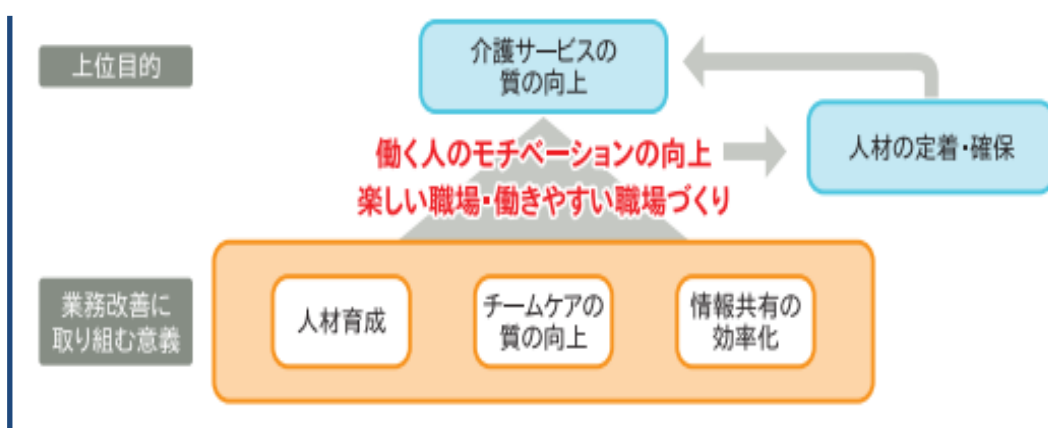 上位目的
介護サービスの
質の向上
働く人のモチベーションの向上
楽しい職場・働きやすい職場づくり
人材の定着・確保
業務改善に
取り組む意義
人材育成
チームケアの
質の向上
情報共有の
効率化